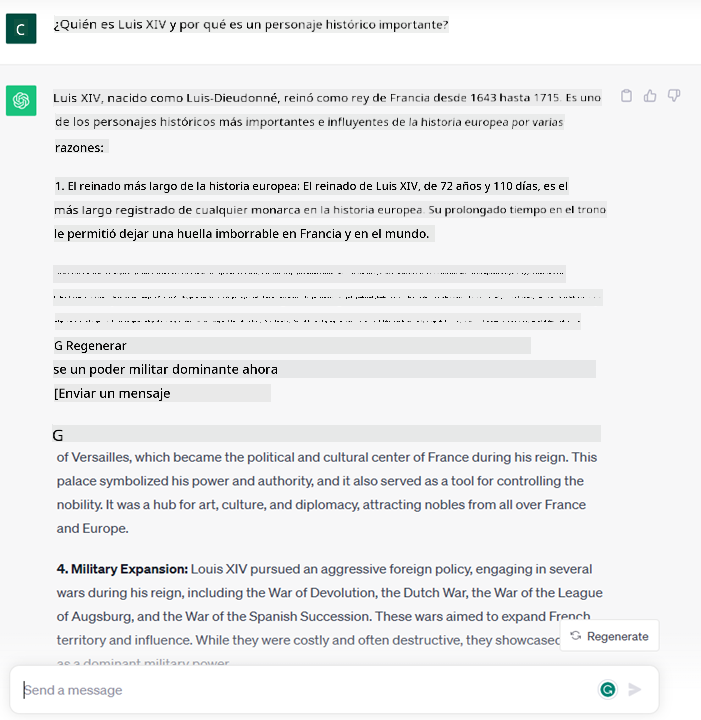 C
¿Quién es Luis XIV y por qué es un personaje histórico importante?
Luis XIV, nacido como Luis-Dieudonné, reinó como rey de Francia desde 1643 hasta 1715. Es uno
de los personajes históricos más importantes e influyentes de la historia europea por varias
razones:
1. El reinado más largo de la historia europea: El reinado de Luis XIV, de 72 años y 110 días, es el
más largo registrado de cualquier monarca en la historia europea. Su prolongado tiempo en el trono
le permitió dejar una huella imborrable en Francia y en el mundo.
G Regenerar
se un poder militar dominante ahora
[Enviar un mensaje
G
of Versailles, which became the political and cultural center of France during his reign. This
palace symbolized his power and authority, and it also served as a tool for controlling the
nobility. It was a hub for art, culture, and diplomacy, attracting nobles from all over France
and Europe.
4. Military Expansion: Louis XIV pursued an aggressive foreign policy, engaging in several
wars during his reign, including the War of Devolution, the Dutch War, the War of the League
of Augsburg, and the War of the Spanish Succession. These wars aimed to expand French
territory and influence. While they were costly and often destructive, they showcased
Regenerate
as a dominant military power
Send a message